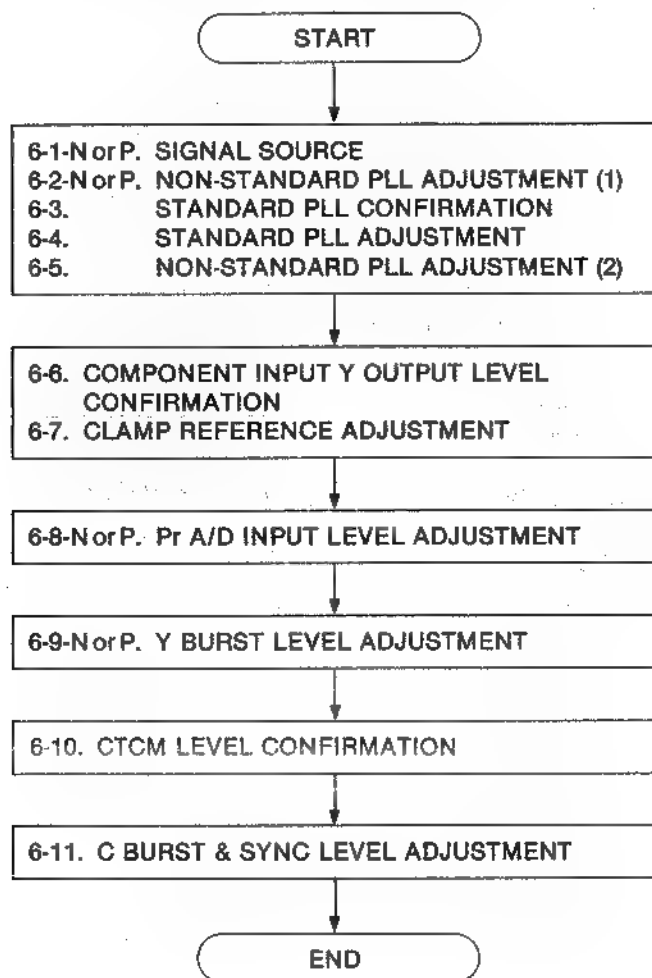 START
6-1-N or P. SIGNAL SOURCE
6-2-N or P. NON-STANDARD PLL ADJUSTMENT (1)
6-3. STANDARD PLL CONFIRMATION
6-4. STANDARD PLL ADJUSTMENT
6-5. NON-STANDARD PLL ADJUSTMENT (2)
6-6. COMPONENT INPUT Y OUTPUT LEVEL
CONFIRMATION
6-7. CLAMP REFERENCE ADJUSTMENT
6-8-N or P. Pr A/D INPUT LEVEL ADJUSTMENT
6-9-N or P. Y BURST LEVEL ADJUSTMENT
6-10. CTCM LEVEL CONFIRMATION
6-11. C BURST & SYNC LEVEL ADJUSTMENT
END